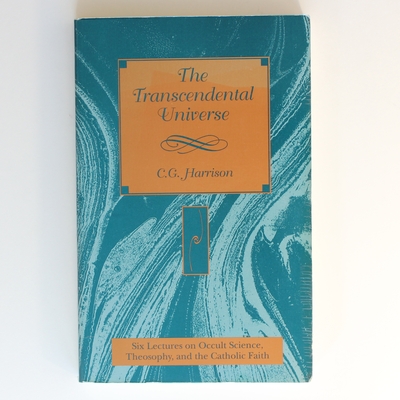 The
Transcendental
Universe
C.G. Harrison
Six Lectures on Occult Science,
Theosophy, and the Catholic Faith